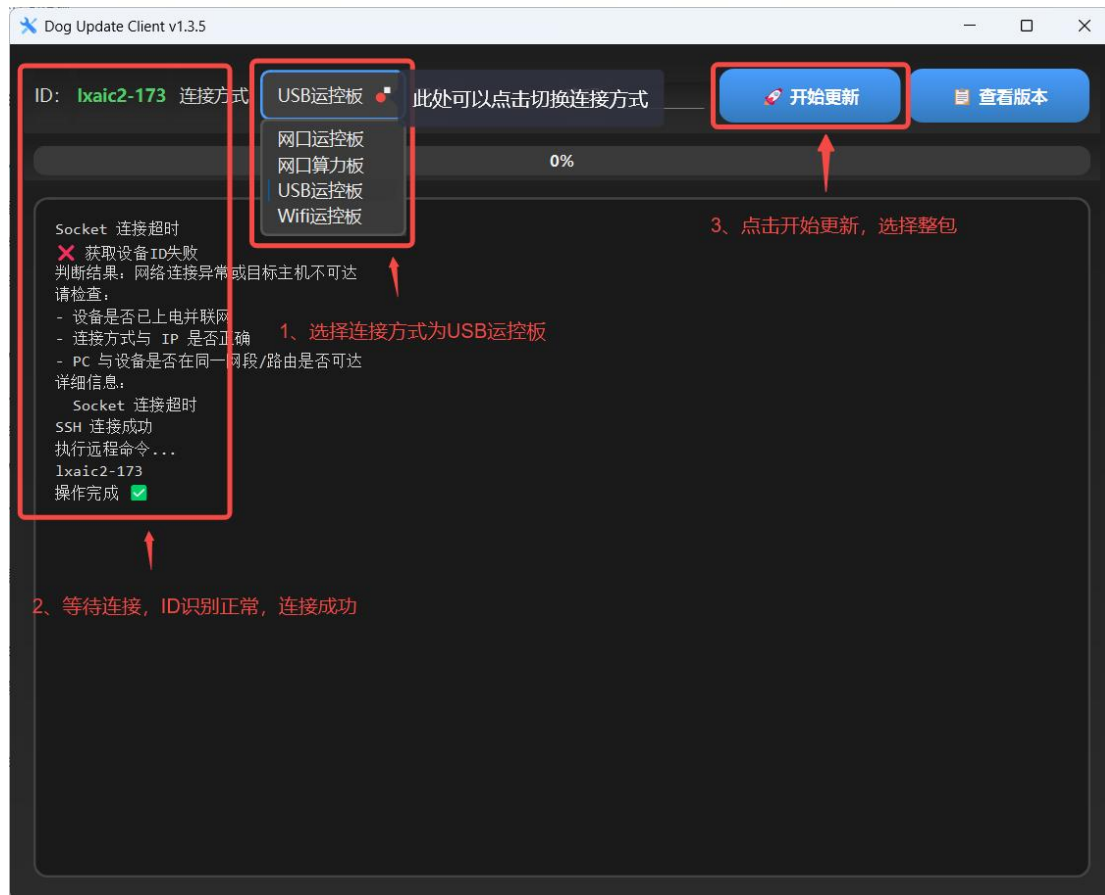 Dog Update Client v1.3.5
ID: lxaic2-173 连接方式 USB运控板 此处可以点击切换连接方式 开始更新 查看版本
网口运控板
网口算力板
USB运控板
Wifi运控板
0%
Socket 连接超时
❌ 获取设备ID失败
判断结果：网络连接异常或目标主机不可达
请检查：
- 设备是否已上电并联网
- 连接方式与 IP 是否正确
- PC 与设备是否在同一网段/路由是否可达
详细信息：
Socket 连接超时
SSH 连接成功
执行远程命令...
lxaic2-173
操作完成 ✅
1、选择连接方式为USB运控板
3、点击开始更新，选择整包
2、等待连接，ID识别正常，连接成功